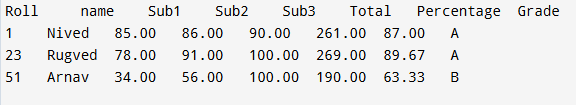 Roll name Sub1 Sub2 Sub3 Total Percentage Grade
1 Nived 85.00 86.00 90.00 261.00 87.00 A
23 Rugved 78.00 91.00 100.00 269.00 89.67 A
51 Arnav 34.00 56.00 100.00 190.00 63.33 B